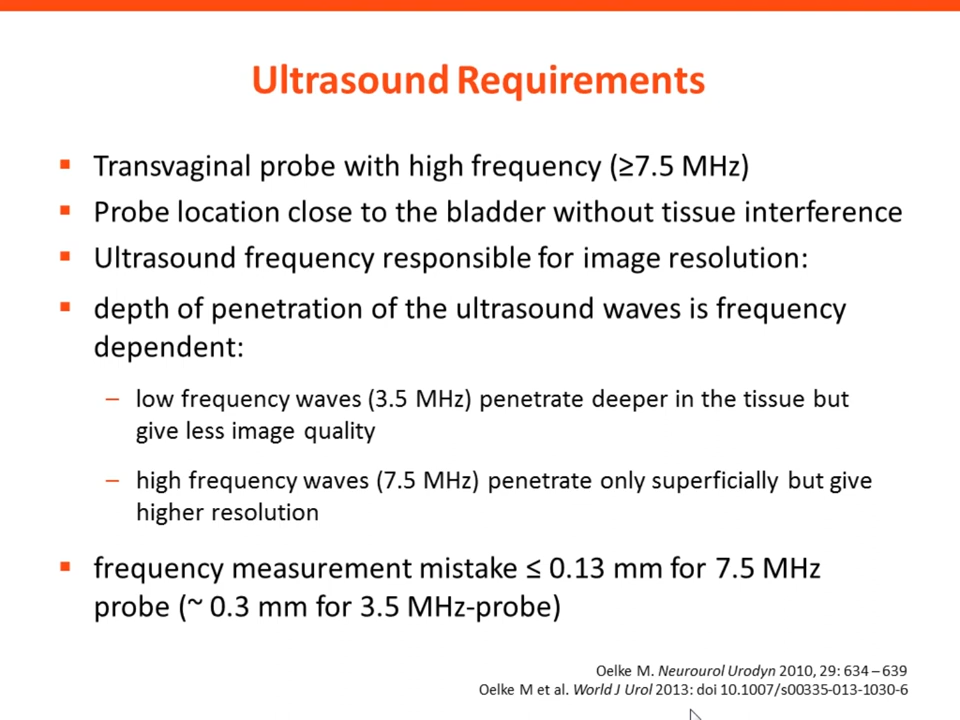 Ultrasound Requirements
▪ Transvaginal probe with high frequency (≥7.5 MHz)
▪ Probe location close to the bladder without tissue interference
▪ Ultrasound frequency responsible for image resolution:
▪ depth of penetration of the ultrasound waves is frequency
dependent:
– low frequency waves (3.5 MHz) penetrate deeper in the tissue but
give less image quality
– high frequency waves (7.5 MHz) penetrate only superficially but give
higher resolution
▪ frequency measurement mistake ≤ 0.13 mm for 7.5 MHz
probe (~ 0.3 mm for 3.5 MHz-probe)
Oelke M. Neurourol Urodyn 2010, 29: 634 – 639
Oelke M et al. World J Urol 2013: doi 10.1007/s00335-013-1030-6